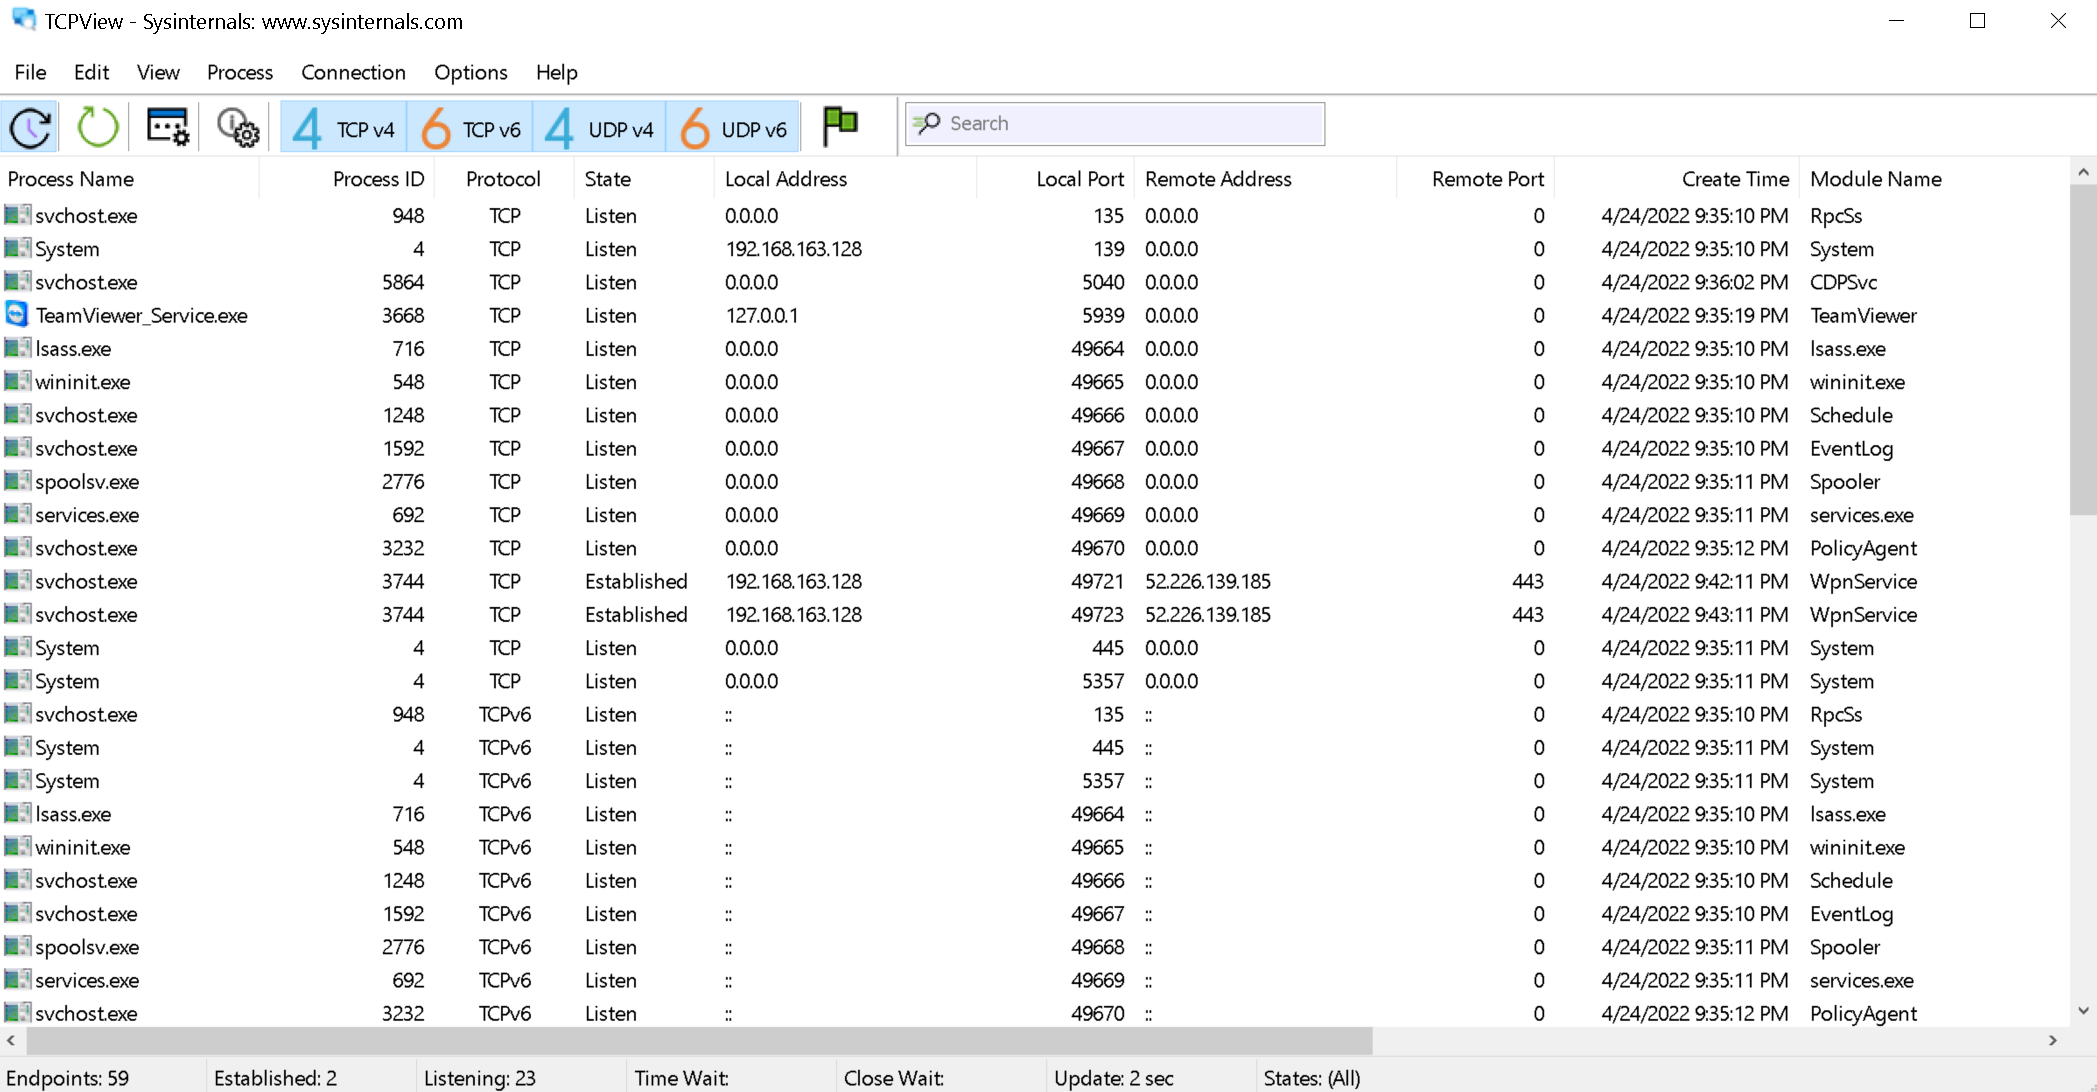 TCPView - Sysinternals: www.sysinternals.com
File Edit View Process Connection Options Help
4 TCP v4 6 TCP v6 4 UDP v4 6 UDP v6 Search
Process Name Process ID Protocol State Local Address Local Port Remote Address Remote Port Create Time Module Name
svchost.exe 948 TCP Listen 0.0.0.0 135 0.0.0.0 0 4/24/2022 9:35:10 PM RpcSs
System 4 TCP Listen 192.168.163.128 139 0.0.0.0 0 4/24/2022 9:35:10 PM System
svchost.exe 5864 TCP Listen 0.0.0.0 5040 0.0.0.0 0 4/24/2022 9:36:02 PM CDPSvc
TeamViewer_Service.exe 3668 TCP Listen 127.0.0.1 5939 0.0.0.0 0 4/24/2022 9:35:19 PM TeamViewer
lsass.exe 716 TCP Listen 0.0.0.0 49664 0.0.0.0 0 4/24/2022 9:35:10 PM lsass.exe
wininit.exe 548 TCP Listen 0.0.0.0 49665 0.0.0.0 0 4/24/2022 9:35:10 PM wininit.exe
svchost.exe 1248 TCP Listen 0.0.0.0 49666 0.0.0.0 0 4/24/2022 9:35:10 PM Schedule
svchost.exe 1592 TCP Listen 0.0.0.0 49667 0.0.0.0 0 4/24/2022 9:35:10 PM EventLog
spoolsv.exe 2776 TCP Listen 0.0.0.0 49668 0.0.0.0 0 4/24/2022 9:35:11 PM Spooler
services.exe 692 TCP Listen 0.0.0.0 49669 0.0.0.0 0 4/24/2022 9:35:11 PM services.exe
svchost.exe 3232 TCP Listen 0.0.0.0 49670 0.0.0.0 0 4/24/2022 9:35:12 PM PolicyAgent
svchost.exe 3744 TCP Established 192.168.163.128 49721 52.226.139.185 443 4/24/2022 9:42:11 PM WpnService
svchost.exe 3744 TCP Established 192.168.163.128 49723 52.226.139.185 443 4/24/2022 9:43:11 PM WpnService
System 4 TCP Listen 0.0.0.0 445 0.0.0.0 0 4/24/2022 9:35:11 PM System
System 4 TCP Listen 0.0.0.0 5357 0.0.0.0 0 4/24/2022 9:35:11 PM System
svchost.exe 948 TCPv6 Listen :: 135 :: 0 4/24/2022 9:35:10 PM RpcSs
System 4 TCPv6 Listen :: 445 :: 0 4/24/2022 9:35:11 PM System
System 4 TCPv6 Listen :: 5357 :: 0 4/24/2022 9:35:11 PM System
lsass.exe 716 TCPv6 Listen :: 49664 :: 0 4/24/2022 9:35:10 PM lsass.exe
wininit.exe 548 TCPv6 Listen :: 49665 :: 0 4/24/2022 9:35:10 PM wininit.exe
svchost.exe 1248 TCPv6 Listen :: 49666 :: 0 4/24/2022 9:35:10 PM Schedule
svchost.exe 1592 TCPv6 Listen :: 49667 :: 0 4/24/2022 9:35:10 PM EventLog
spoolsv.exe 2776 TCPv6 Listen :: 49668 :: 0 4/24/2022 9:35:11 PM Spooler
services.exe 692 TCPv6 Listen :: 49669 :: 0 4/24/2022 9:35:11 PM services.exe
svchost.exe 3232 TCPv6 Listen :: 49670 :: 0 4/24/2022 9:35:12 PM PolicyAgent
Endpoints: 59 Established: 2 Listening: 23 Time Wait: Close Wait: Update: 2 sec States: (All)